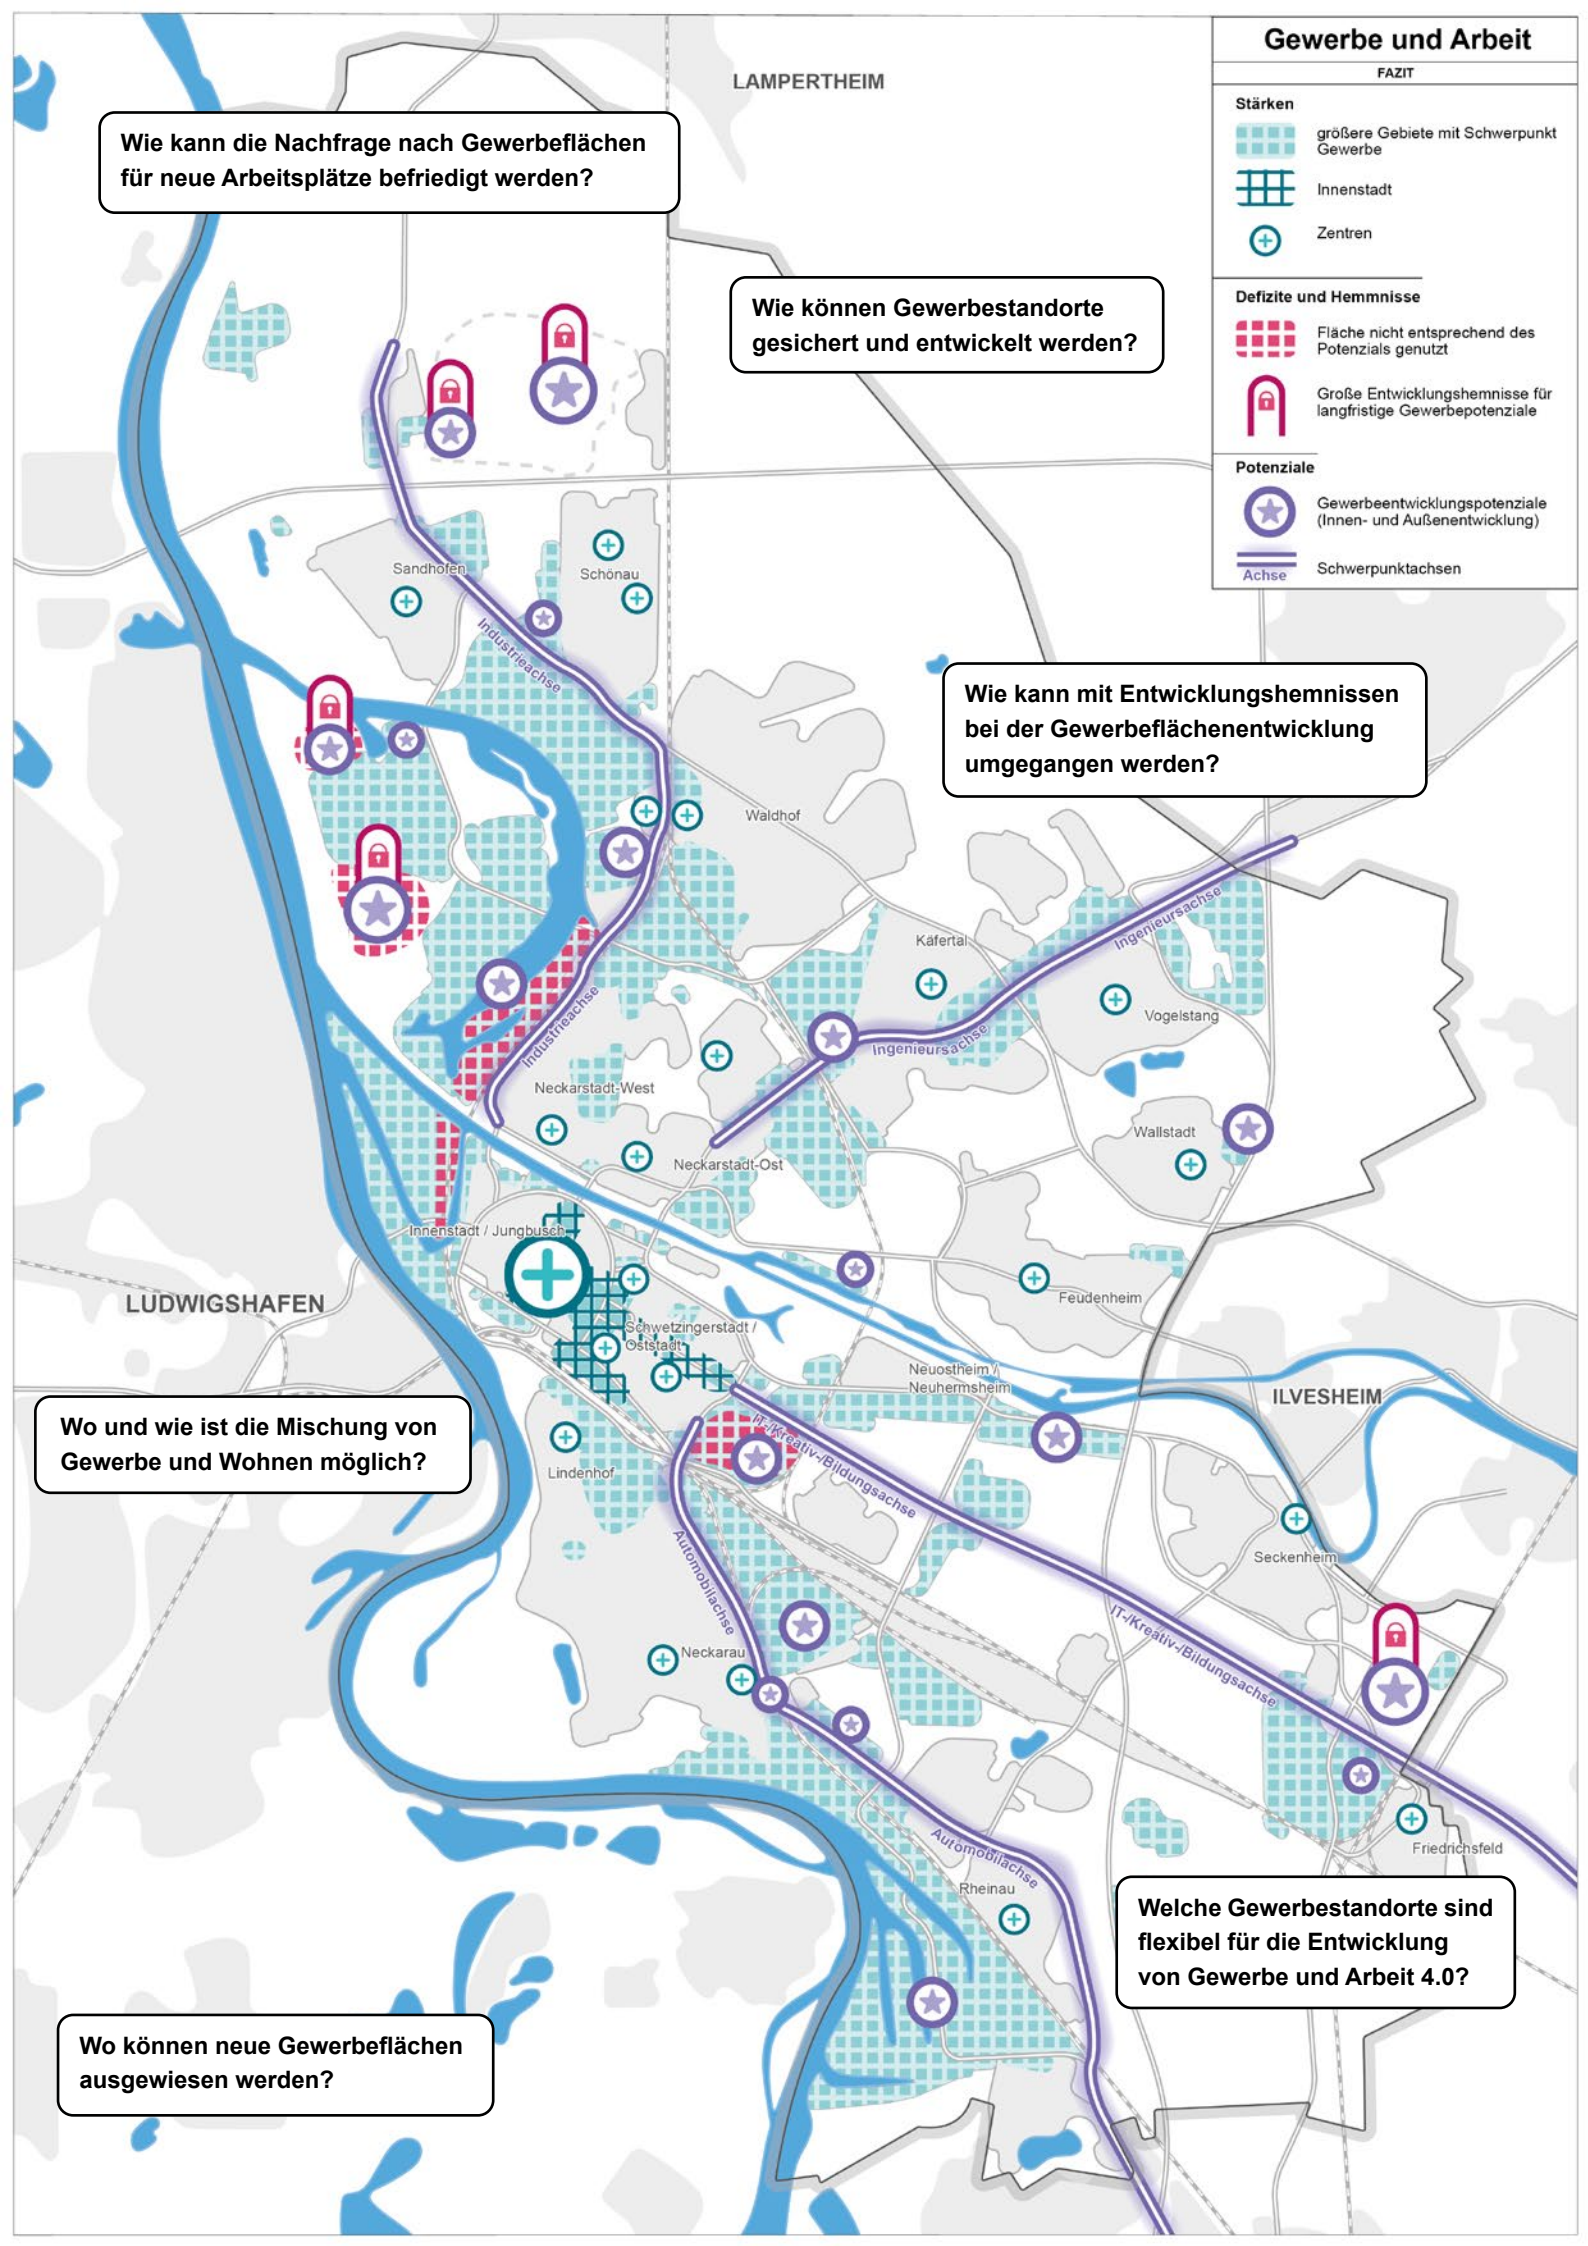 Gewerbe und Arbeit
FAZIT
Stärken
größere Gebiete mit Schwerpunkt
Gewerbe
Innenstadt
Zentren
Defizite und Hemmnisse
Fläche nicht entsprechend des
Potenzials genutzt
Große Entwicklungshemnisse für
langfristige Gewerbepotenziale
Potenziale
Gewerbeentwicklungspotenziale
(Innen- und Außenentwicklung)
Achse
Schwerpunktachsen
LAMPERTHEIM
Wie kann die Nachfrage nach Gewerbeflächen
für neue Arbeitsplätze befriedigt werden?
Wie können Gewerbestandorte
gesichert und entwickelt werden?
Sandhofen
Schönau
Industrieachse
Wie kann mit Entwicklungshemnissen
bei der Gewerbeflächenentwicklung
umgegangen werden?
Waldhof
Ingenieursachse
Käfertal
Vogelstang
Industrieachse
Ingenieursachse
Neckarstadt-West
Wallstadt
Neckarstadt-Ost
Innenstadt / Jungbusch
LUDWIGSHAFEN
Feudenheim
Schwetzingerstadt /
Oststadt
Neuostheim /
Neuhermsheim
ILVESHEIM
Wo und wie ist die Mischung von
Gewerbe und Wohnen möglich?
IT-/Kreativ-/Bildungsachse
Lindenhof
Seckenheim
Automobilachse
IT-/Kreativ-/Bildungsachse
Neckarau
Automobilachse
Friedrichsfeld
Rheinau
Welche Gewerbestandorte sind
flexibel für die Entwicklung
von Gewerbe und Arbeit 4.0?
Wo können neue Gewerbeflächen
ausgewiesen werden?